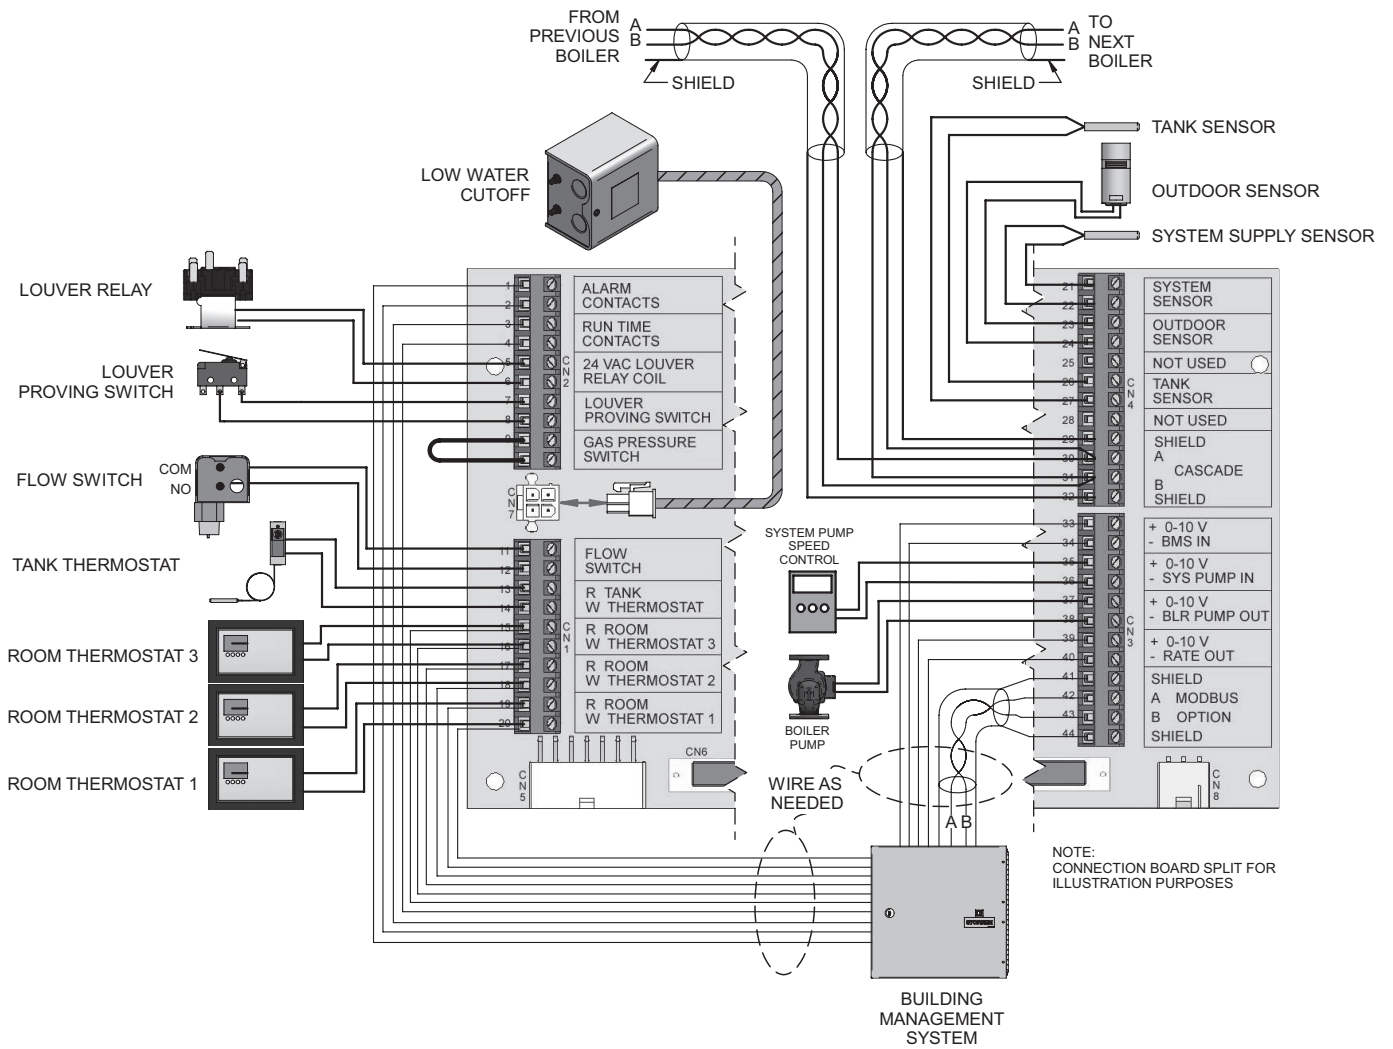 FROM
PREVIOUS
BOILER
A
B
SHIELD
A
B
TO
NEXT
BOILER
SHIELD
TANK SENSOR
OUTDOOR SENSOR
SYSTEM SUPPLY SENSOR
LOW WATER
CUTOFF
LOUVER RELAY
LOUVER
PROVING SWITCH
FLOW SWITCH
COM
NO
TANK THERMOSTAT
ROOM THERMOSTAT 3
ROOM THERMOSTAT 2
ROOM THERMOSTAT 1
1
2
3
4
5
6
7
8
9
CN2
ALARM
CONTACTS
RUN TIME
CONTACTS
24 VAC LOUVER
RELAY COIL
LOUVER
PROVING SWITCH
GAS PRESSURE
SWITCH
CN7
11
12
13
14
15
16
17
18
19
20
CN1
FLOW
SWITCH
R TANK
W THERMOSTAT
R ROOM
W THERMOSTAT 3
R ROOM
W THERMOSTAT 2
R ROOM
W THERMOSTAT 1
CN5
CN6
21
22
23
24
25
26
27
28
29
30
31
32
CN4
SYSTEM
SENSOR
OUTDOOR
SENSOR
NOT USED
TANK
SENSOR
NOT USED
SHIELD
A
CASCADE
B
SHIELD
SYSTEM PUMP
SPEED
CONTROL
BOILER
PUMP
33
34
35
36
37
38
39
40
41
42
43
44
CN3
+ 0-10 V
- BMS IN
+ 0-10 V
- SYS PUMP IN
+ 0-10 V
- BLR PUMP OUT
+ 0-10 V
- RATE OUT
SHIELD
A MODBUS
B OPTION
SHIELD
CN8
WIRE AS
NEEDED
A B
NOTE:
CONNECTION BOARD SPLIT FOR
ILLUSTRATION PURPOSES
BUILDING
MANAGEMENT
SYSTEM